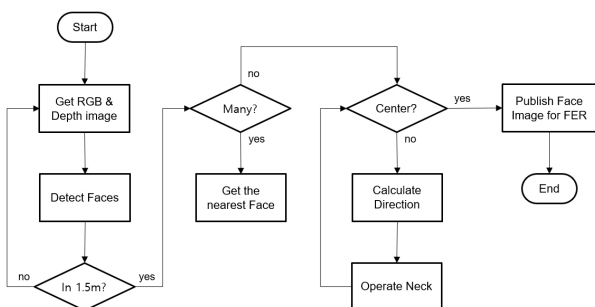 Start
Get RGB &
Depth image
Detect Faces
In 1.5m?
no
yes
Many?
no
yes
Get the
nearest Face
Center?
yes
no
Calculate
Direction
Operate Neck
Publish Face
Image for FER
End